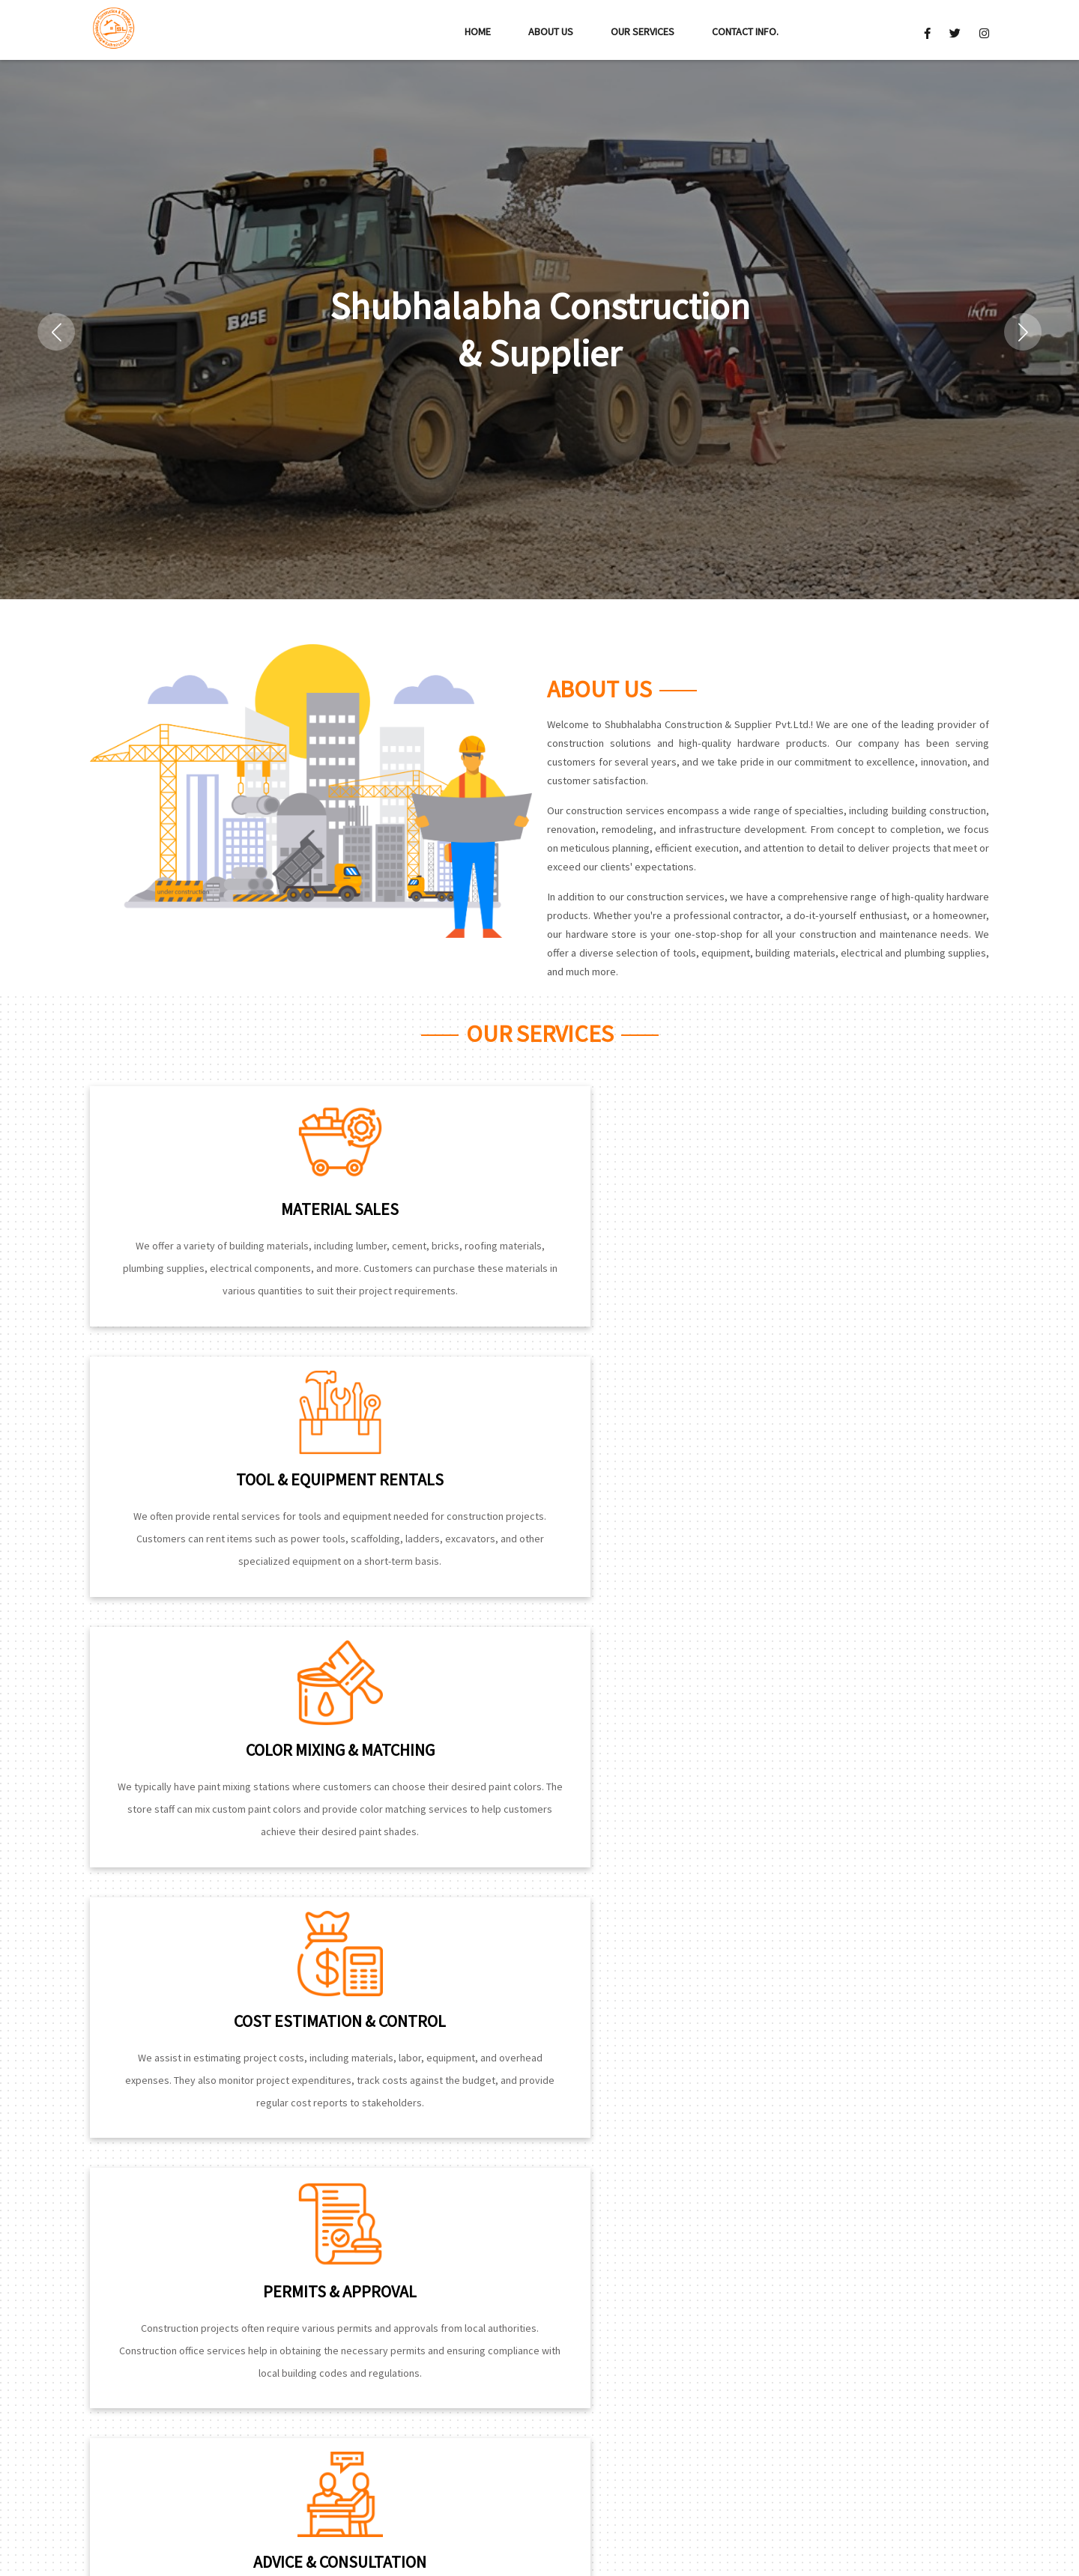 HOME
ABOUT US
OUR SERVICES
CONTACT INFO.
B25E
BELL
Shubhalabha Construction
& Supplier
ABOUT US
Welcome to Shubhalabha Construction & Supplier Pvt.Ltd.! We are one of the leading provider of
construction solutions and high-quality hardware products. Our company has been serving
customers for several years, and we take pride in our commitment to excellence, innovation, and
customer satisfaction.
Our construction services encompass a wide range of specialties, including building construction,
renovation, remodeling, and infrastructure development. From concept to completion, we focus
on meticulous planning, efficient execution, and attention to detail to deliver projects that meet or
exceed our clients' expectations.
In addition to our construction services, we have a comprehensive range of high-quality hardware
products. Whether you're a professional contractor, a do-it-yourself enthusiast, or a homeowner,
our hardware store is your one-stop-shop for all your construction and maintenance needs. We
offer a diverse selection of tools, equipment, building materials, electrical and plumbing supplies,
and much more.
under construction
OUR SERVICES
MATERIAL SALES
We offer a variety of building materials, including lumber, cement, bricks, roofing materials,
plumbing supplies, electrical components, and more. Customers can purchase these materials in
various quantities to suit their project requirements.
TOOL & EQUIPMENT RENTALS
We often provide rental services for tools and equipment needed for construction projects.
Customers can rent items such as power tools, scaffolding, ladders, excavators, and other
specialized equipment on a short-term basis.
COLOR MIXING & MATCHING
We typically have paint mixing stations where customers can choose their desired paint colors. The
store staff can mix custom paint colors and provide color matching services to help customers
achieve their desired paint shades.
COST ESTIMATION & CONTROL
We assist in estimating project costs, including materials, labor, equipment, and overhead
expenses. They also monitor project expenditures, track costs against the budget, and provide
regular cost reports to stakeholders.
PERMITS & APPROVAL
Construction projects often require various permits and approvals from local authorities.
Construction office services help in obtaining the necessary permits and ensuring compliance with
local building codes and regulations.
ADVICE & CONSULTATION